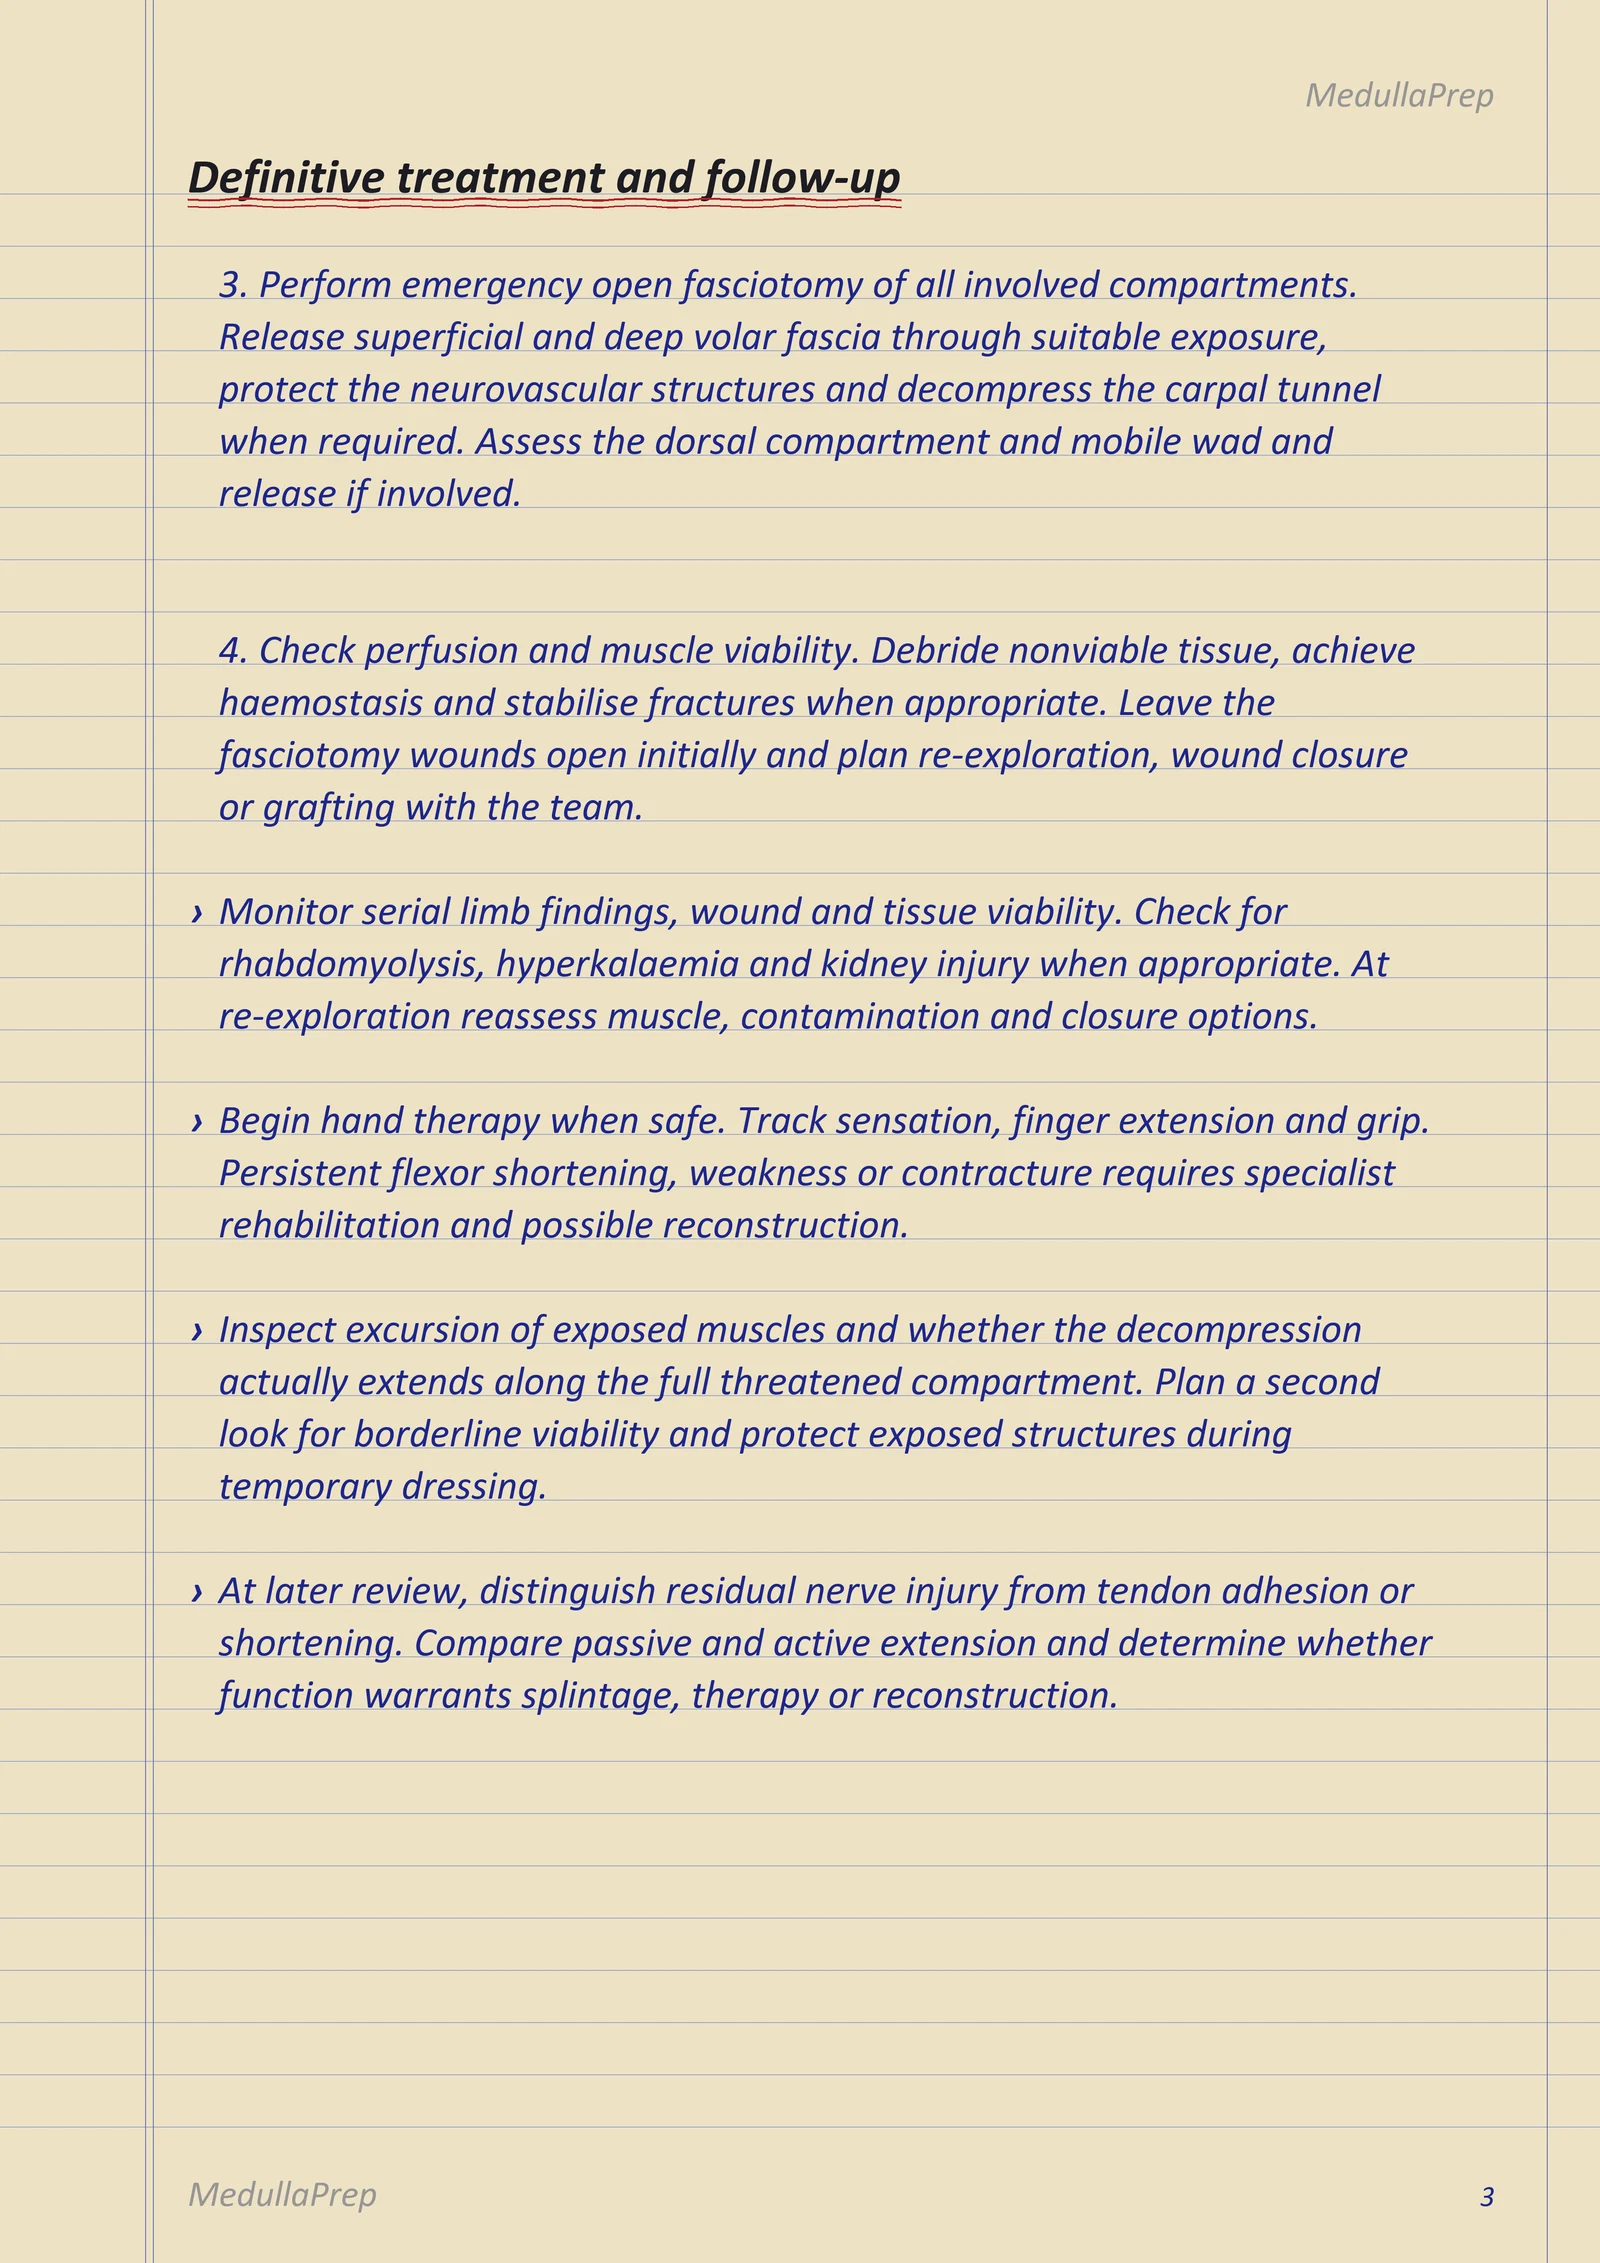 MedullaPrep
Definitive treatment and follow-up
3. Perform emergency open fasciotomy of all involved compartments.
Release superficial and deep volar fascia through suitable exposure,
protect the neurovascular structures and decompress the carpal tunnel
when required. Assess the dorsal compartment and mobile wad and
release if involved.
4. Check perfusion and muscle viability. Debride nonviable tissue, achieve
haemostasis and stabilise fractures when appropriate. Leave the
fasciotomy wounds open initially and plan re-exploration, wound closure
or grafting with the team.
› Monitor serial limb findings, wound and tissue viability. Check for
rhabdomyolysis, hyperkalaemia and kidney injury when appropriate. At
re-exploration reassess muscle, contamination and closure options.
› Begin hand therapy when safe. Track sensation, finger extension and grip.
Persistent flexor shortening, weakness or contracture requires specialist
rehabilitation and possible reconstruction.
› Inspect excursion of exposed muscles and whether the decompression
actually extends along the full threatened compartment. Plan a second
look for borderline viability and protect exposed structures during
temporary dressing.
› At later review, distinguish residual nerve injury from tendon adhesion or
shortening. Compare passive and active extension and determine whether
function warrants splintage, therapy or reconstruction.
MedullaPrep
3